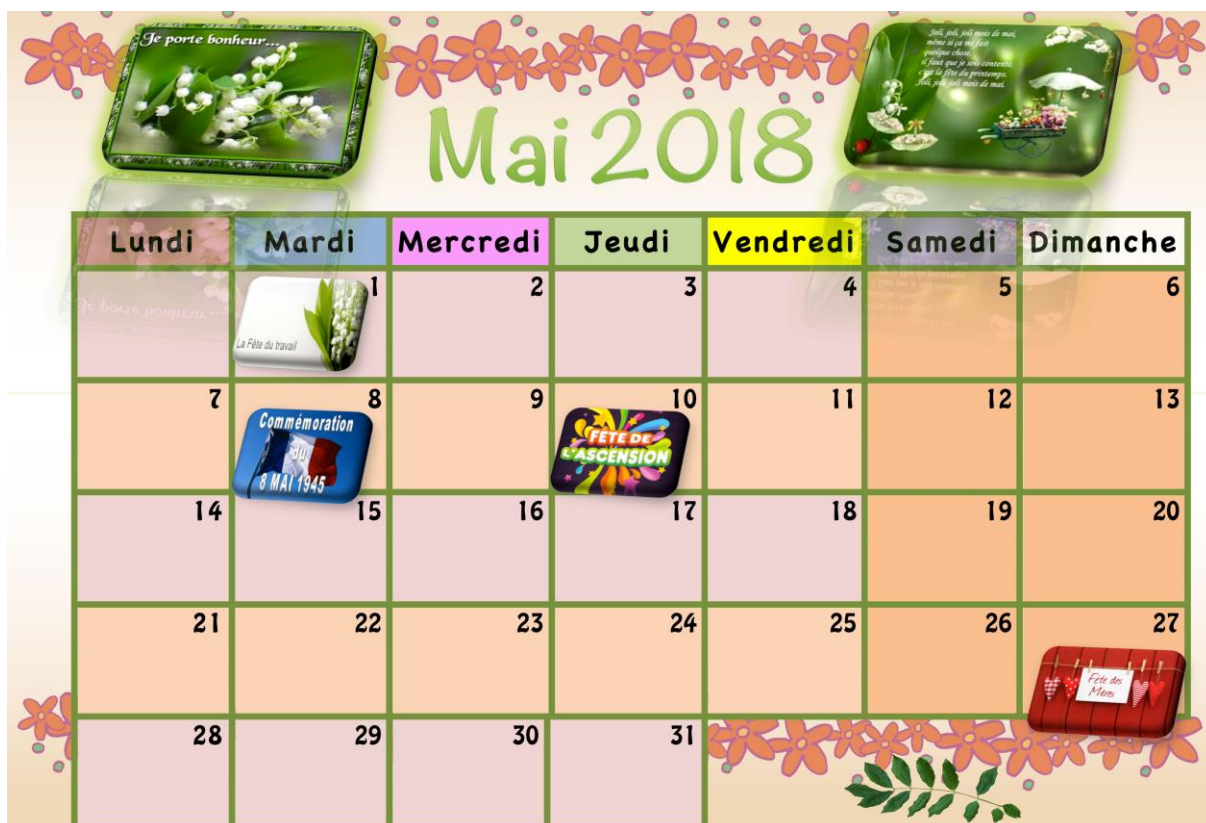 Je porte bonheur...
Joli, joli, joli mois de mai,
même si ça me fait
quelque chose,
il faut que je sois contente,
c'est la fête du printemps.
Joli, joli, joli mois de mai.
Mai 2018
Lundi Mardi Mercredi Jeudi Vendredi Samedi Dimanche
1 2 3 4 5 6
La Fête du travail
7 8 9 10 11 12 13
Commémoration
du
8 MAI 1945
FÊTE DE
L'ASCENSION
14 15 16 17 18 19 20
21 22 23 24 25 26 27
Fête des
Mères
28 29 30 31